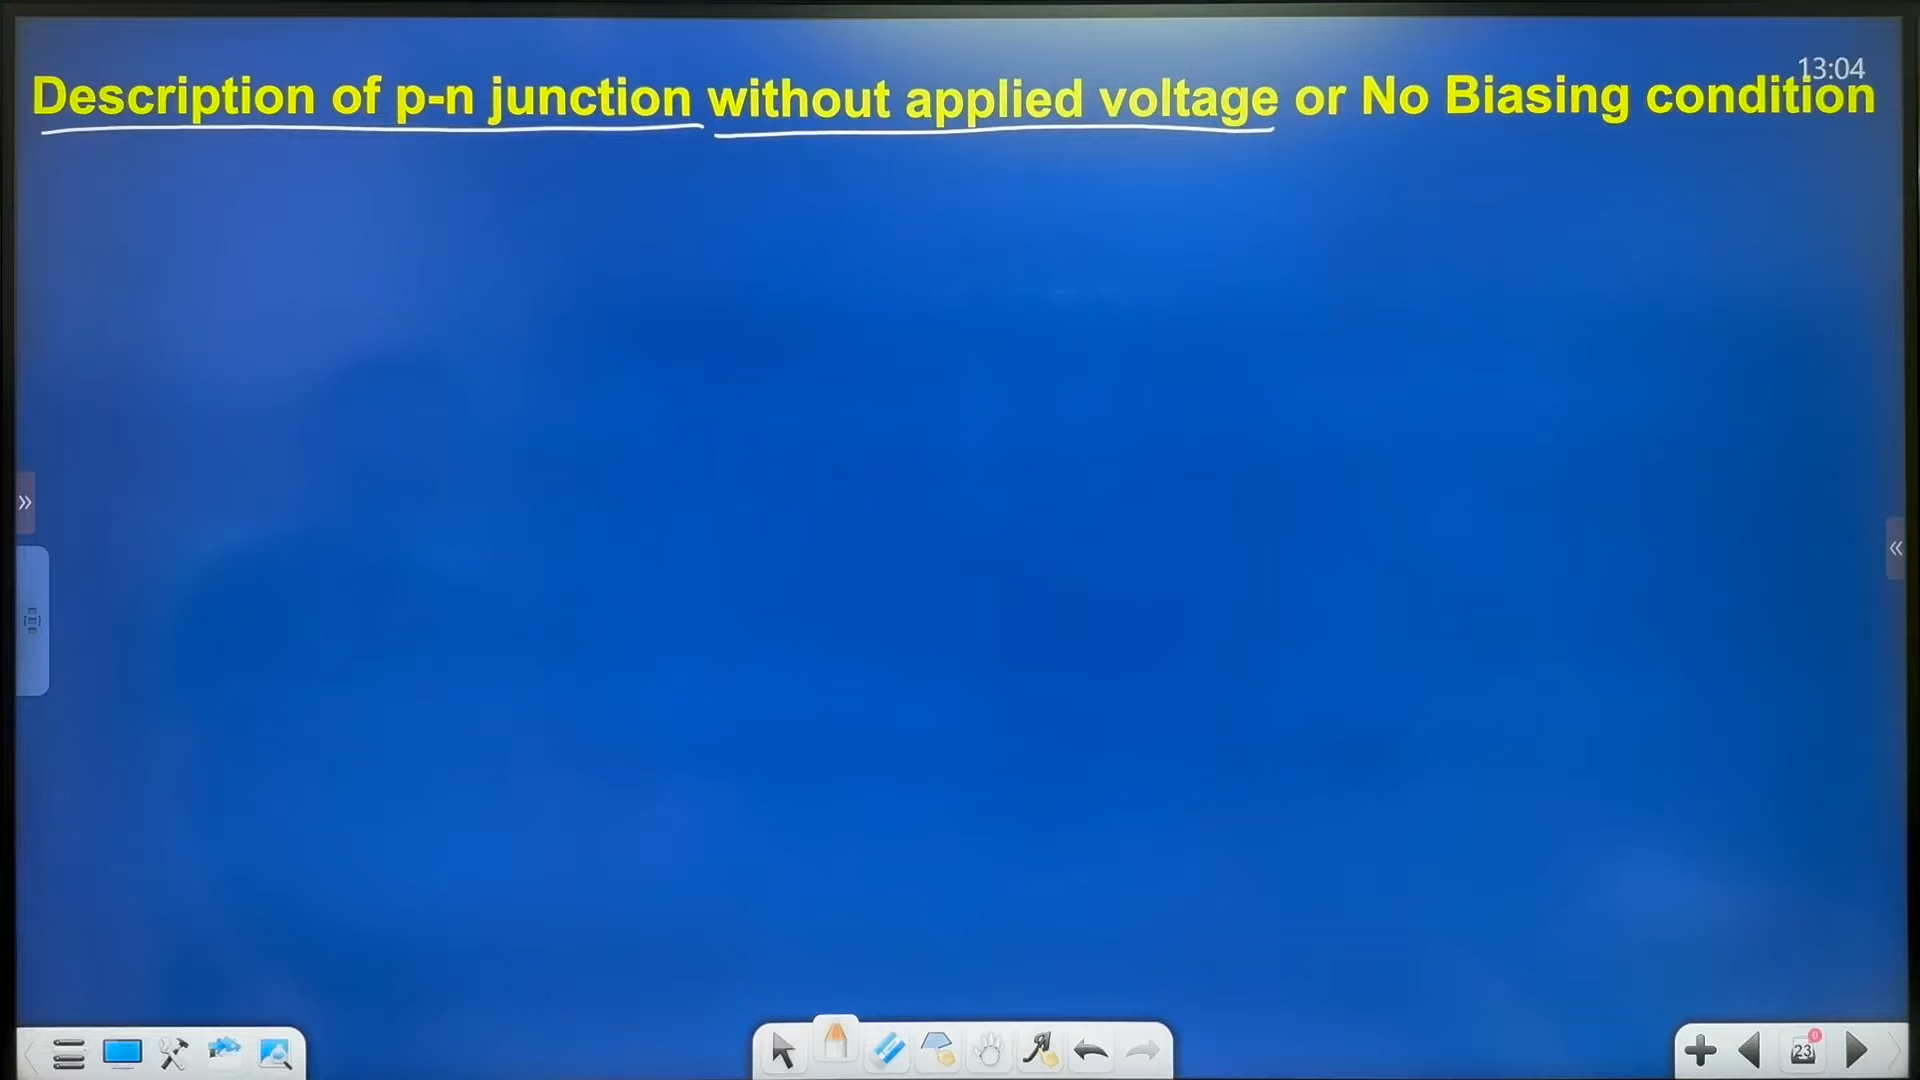 13:04
Description of p-n junction without applied voltage or No Biasing condition
23